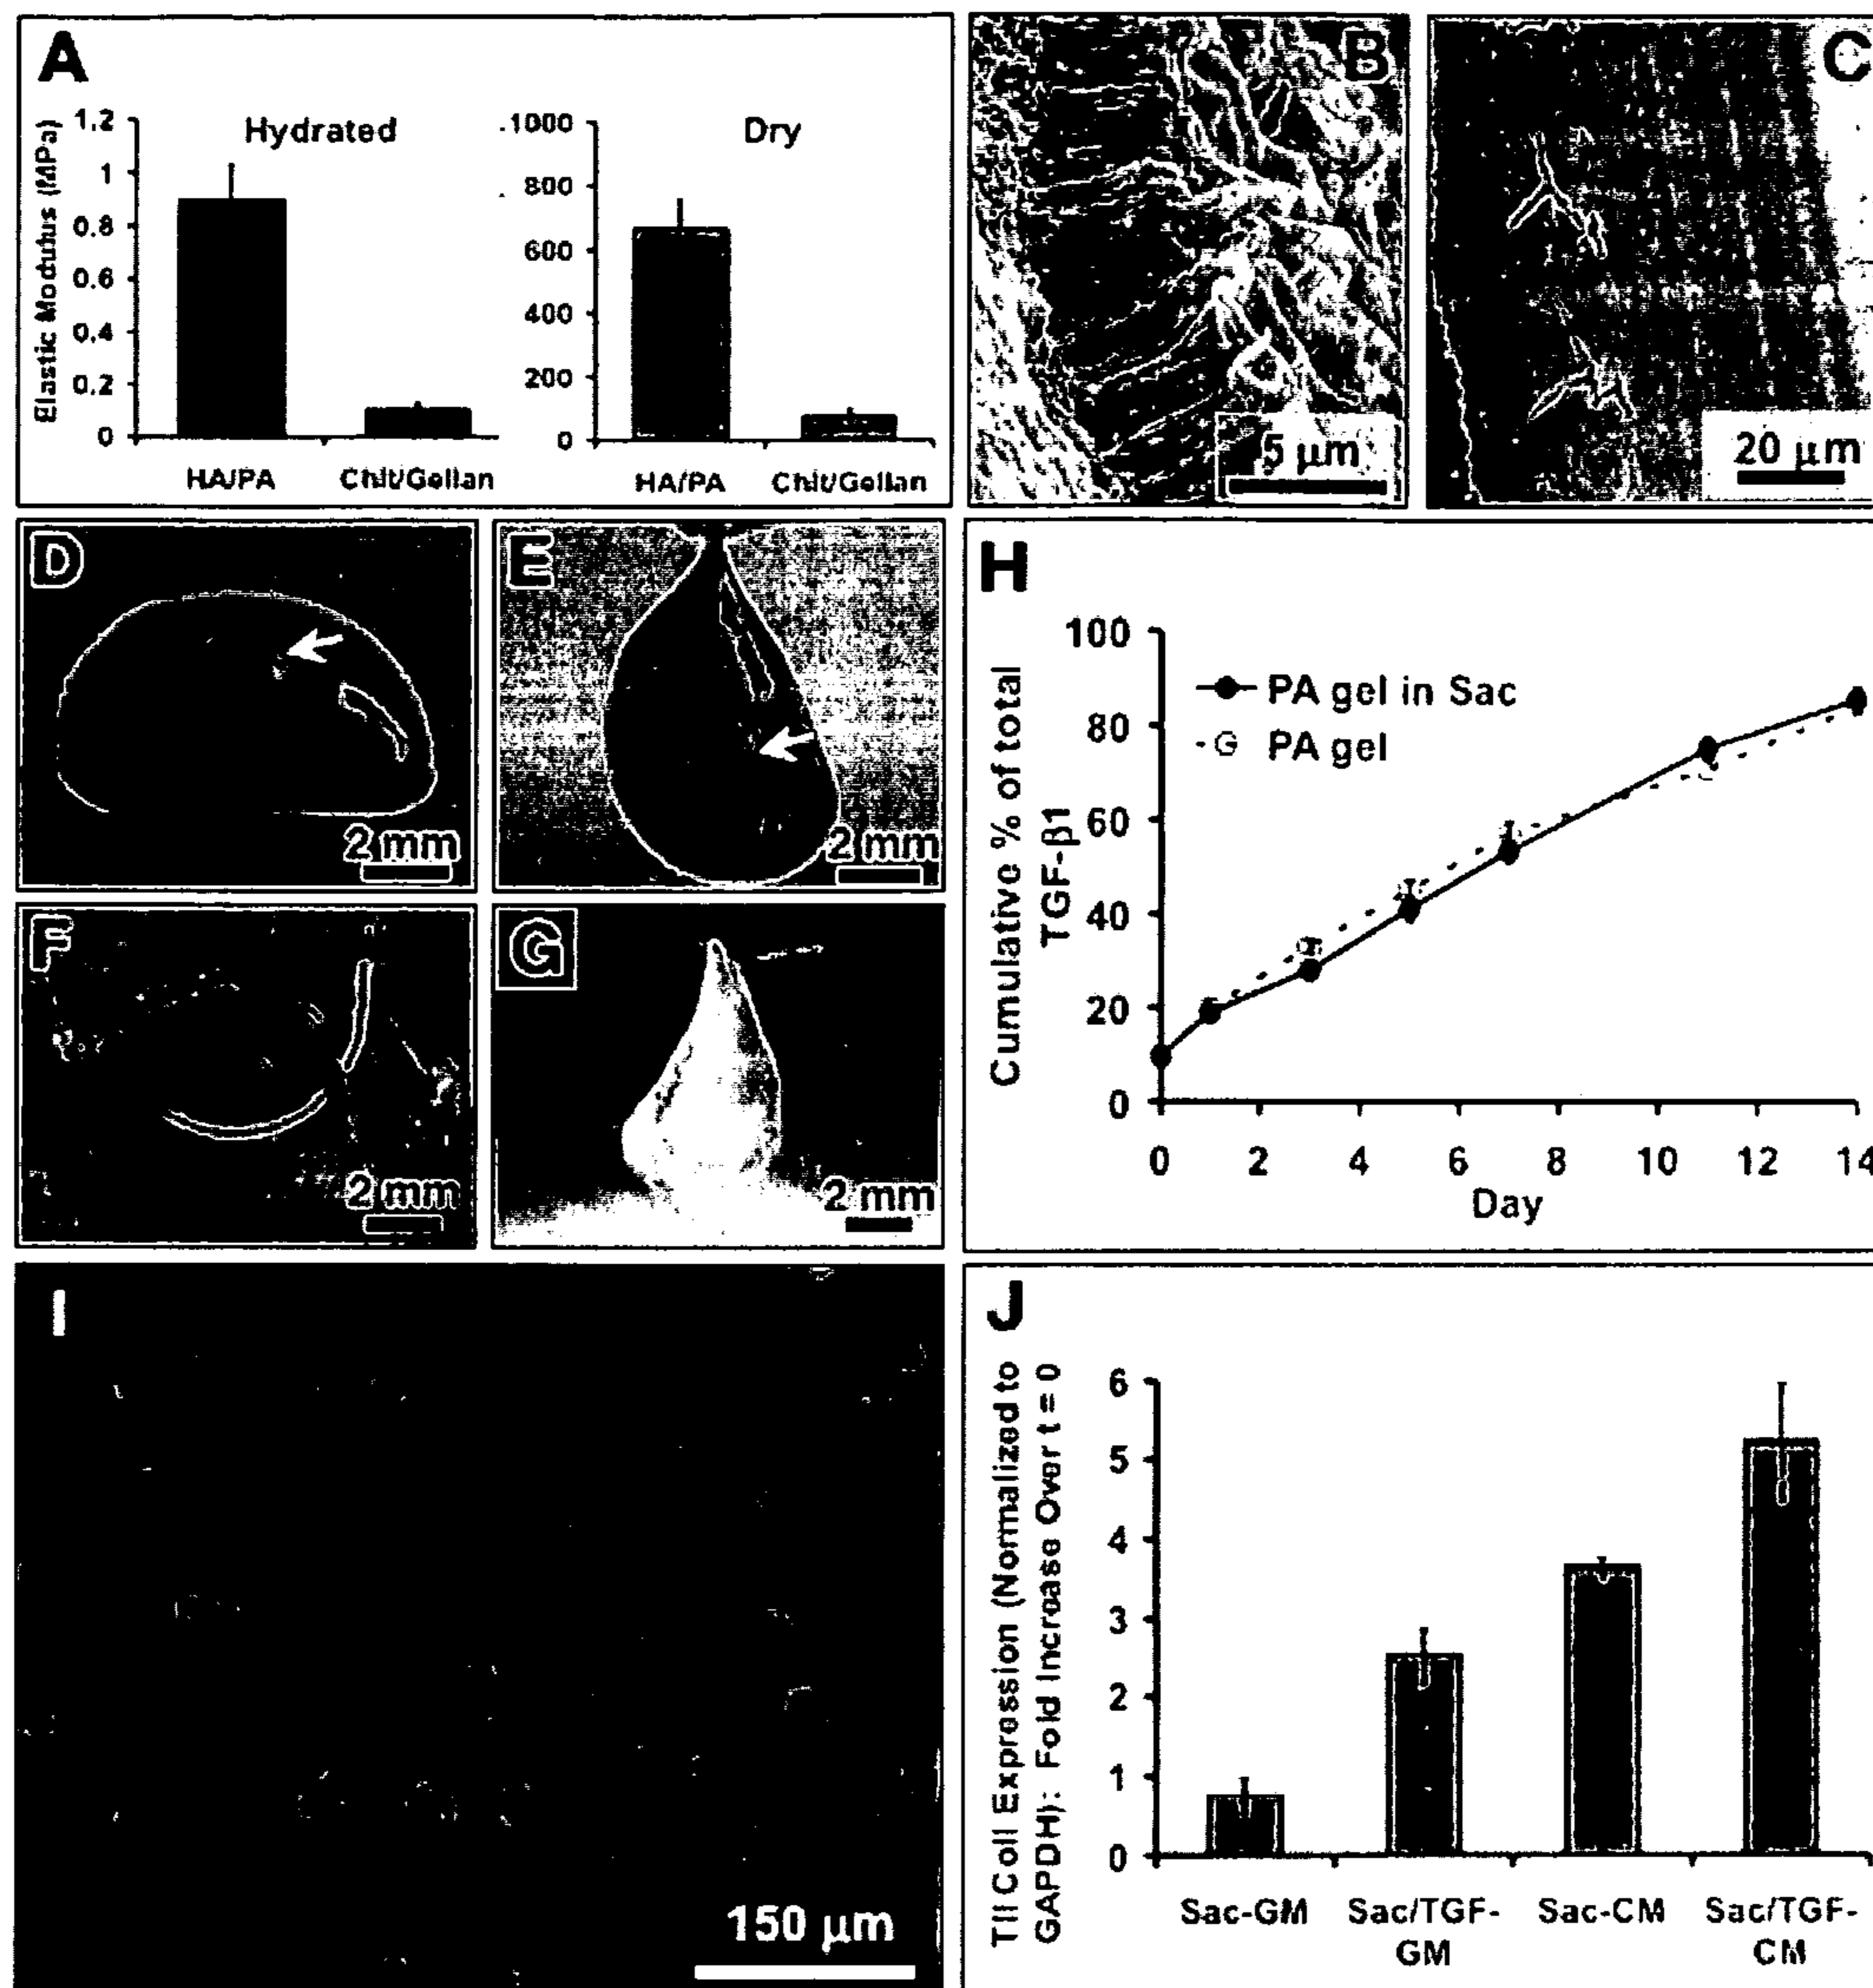 A
Hydrated
Dry
Elastic Modulus (MPa)
1.2
1
0.8
0.6
0.4
0.2
0
HA/PA
Chit/Gellan
1000
800
600
400
200
0
HA/PA
Chit/Gellan
B
5 μm
C
20 μm
D
2 mm
E
2 mm
F
2 mm
G
2 mm
H
Cumulative % of total
TGF-β1
100
80
60
40
20
0
PA gel in Sac
PA gel
0 2 4 6 8 10 12 14
Day
I
150 μm
J
TII Coll Expression (Normalized to
GAPDH): Fold Increase Over t = 0
6
5
4
3
2
1
0
Sac-GM
Sac/TGF-
GM
Sac-CM
Sac/TGF-
CM